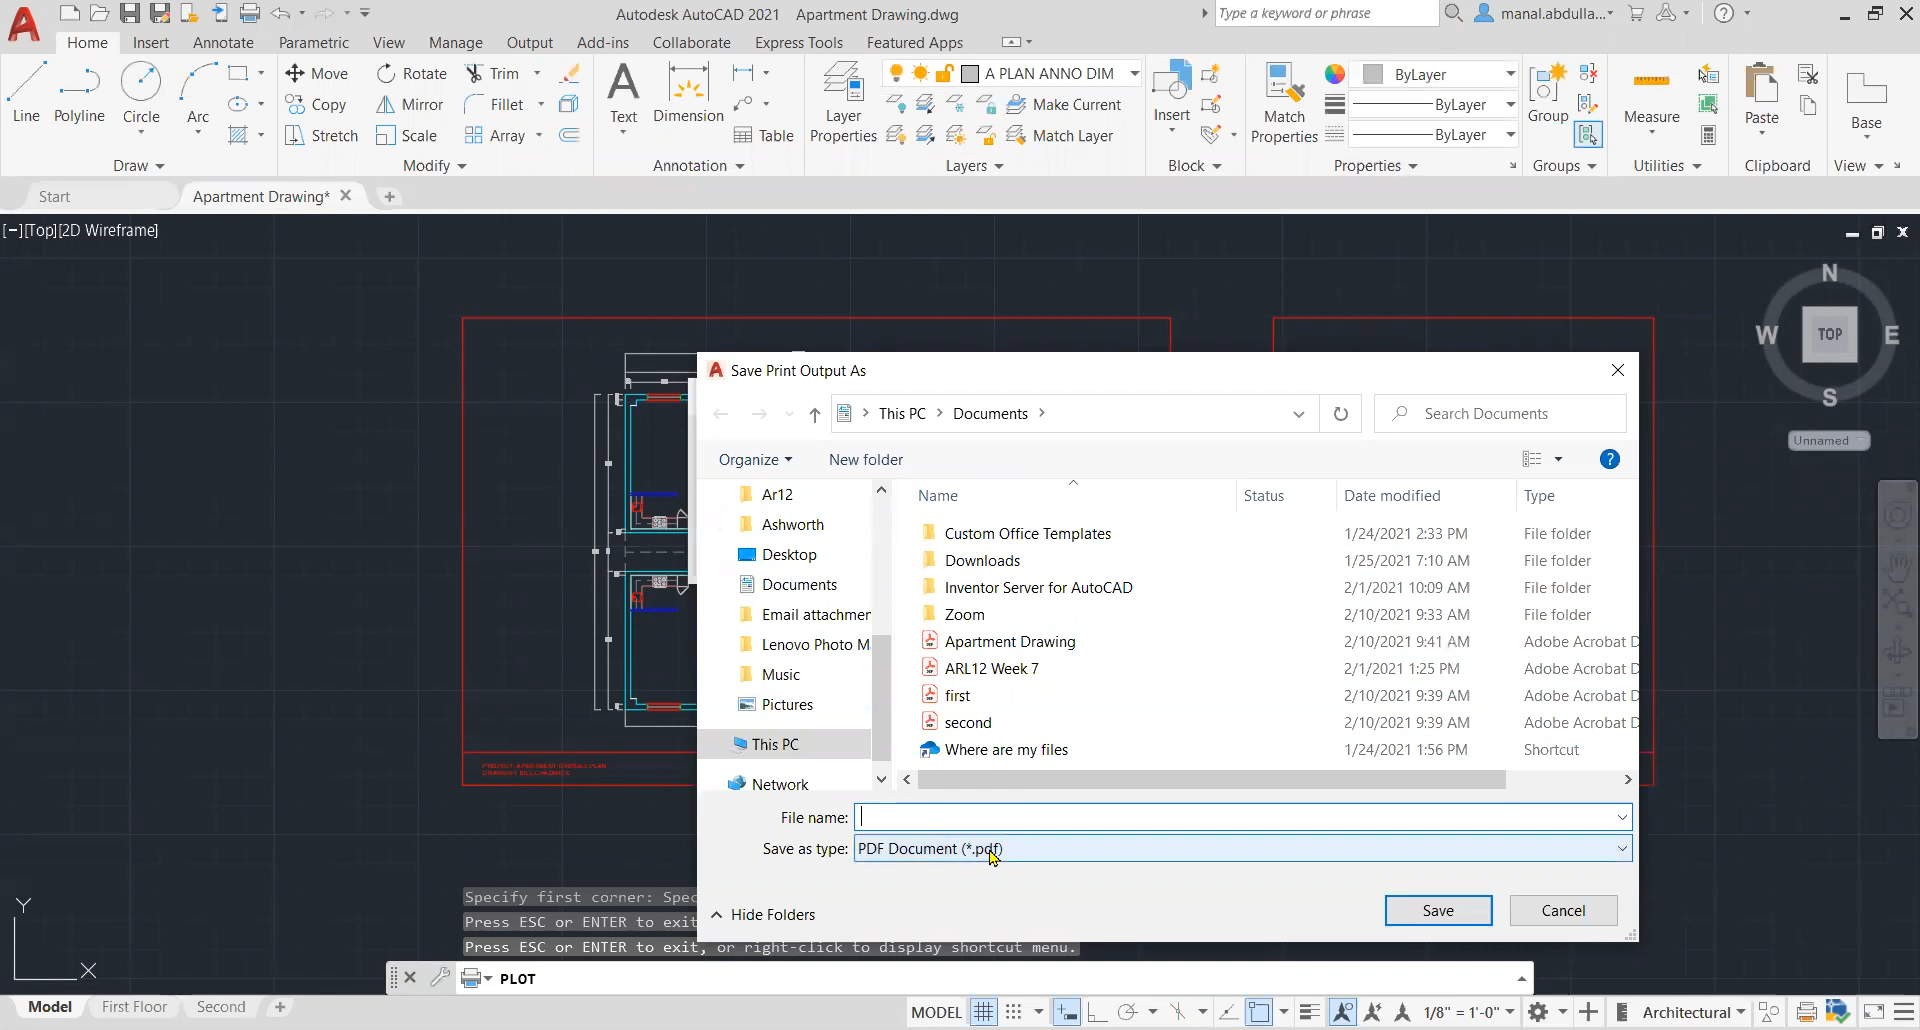 Autodesk AutoCAD 2021 Apartment Drawing.dwg
Type a keyword or phrase
manal.abdulla...
Home Insert Annotate Parametric View Manage Output Add-ins Collaborate Express Tools Featured Apps
Line Polyline Circle Arc
Move Rotate Trim
Copy Mirror Fillet
Stretch Scale Array
Text Dimension
Table
Layer Properties
A PLAN ANNO DIM
Make Current
Match Layer
Insert
Match Properties
ByLayer
ByLayer
ByLayer
Group
Measure
Paste
Base
Draw Modify Annotation Layers Block Properties Groups Utilities Clipboard View
Start Apartment Drawing*
[-][Top][2D Wireframe]
N
W TOP E
S
Unnamed
Save Print Output As
This PC > Documents >
Search Documents
Organize New folder
Ar12
Ashworth
Desktop
Documents
Email attachmer
Lenovo Photo M
Music
Pictures
This PC
Network
Name Status Date modified Type
Custom Office Templates 1/24/2021 2:33 PM File folder
Downloads 1/25/2021 7:10 AM File folder
Inventor Server for AutoCAD 2/1/2021 10:09 AM File folder
Zoom 2/10/2021 9:33 AM File folder
Apartment Drawing 2/10/2021 9:41 AM Adobe Acrobat D
ARL12 Week 7 2/1/2021 1:25 PM Adobe Acrobat D
first 2/10/2021 9:39 AM Adobe Acrobat D
second 2/10/2021 9:39 AM Adobe Acrobat D
Where are my files 1/24/2021 1:56 PM Shortcut
File name:
Save as type: PDF Document (*.pdf)
Hide Folders
Save Cancel
PROJECT: APARTMENT OVERALL PLAN
DRAWN BY: BILL CHADWICK
Specify first corner: Spec
Press ESC or ENTER to exit
Press ESC or ENTER to exit, or right-click to display shortcut menu.
PLOT
Y
X
Model First Floor Second
MODEL
1/8" = 1'-0"
Architectural